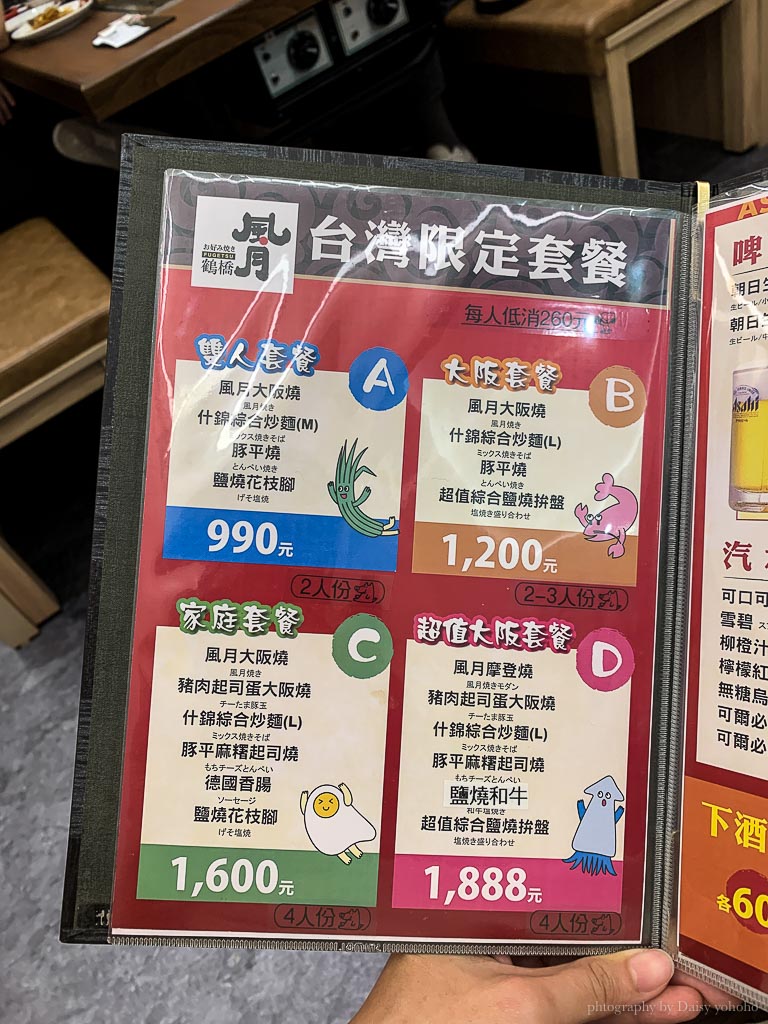 お好み焼き
FUGETSU
鶴橋
風月
台灣限定套餐
每人低消260元
雙人套餐
A
風月大阪燒
風月焼き
什錦綜合炒麵(M)
ミックス焼きそば
豚平燒
とんぺい焼き
鹽燒花枝腳
げそ塩焼
990元
2人份
大阪套餐
B
風月大阪燒
風月焼き
什錦綜合炒麵(L)
ミックス焼きそば
豚平燒
とんぺい焼き
超值綜合鹽燒拚盤
塩焼き盛り合わせ
1,200元
2-3人份
家庭套餐
C
風月大阪燒
風月焼き
豬肉起司蛋大阪燒
チーたま豚玉
什錦綜合炒麵(L)
ミックス焼きそば
豚平麻糬起司燒
もちチーズとんぺい
德國香腸
ソーセージ
鹽燒花枝腳
げそ塩焼
1,600元
4人份
超值大阪套餐
D
風月摩登燒
風月焼きモダン
豬肉起司蛋大阪燒
チーたま豚玉
什錦綜合炒麵(L)
ミックス焼きそば
豚平麻糬起司燒
もちチーズとんぺい
鹽燒和牛
和牛塩焼き
超值綜合鹽燒拚盤
塩焼き盛り合わせ
1,888元
4人份
AS
啤
朝日生
生ビール/小
朝日生
生ビール/中
Asahi
汽
可口可
雪碧
柳橙汁
檸檬紅
無糖烏
可爾必
可爾必
下酒
各60
phtography by Daisy yohoho